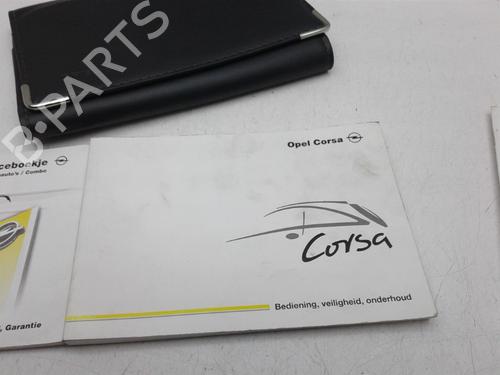 B-PARTS
ceboekje
auto's / Combo
, Garantie
Opel Corsa
Corsa
Bediening, veiligheid, onderhoud